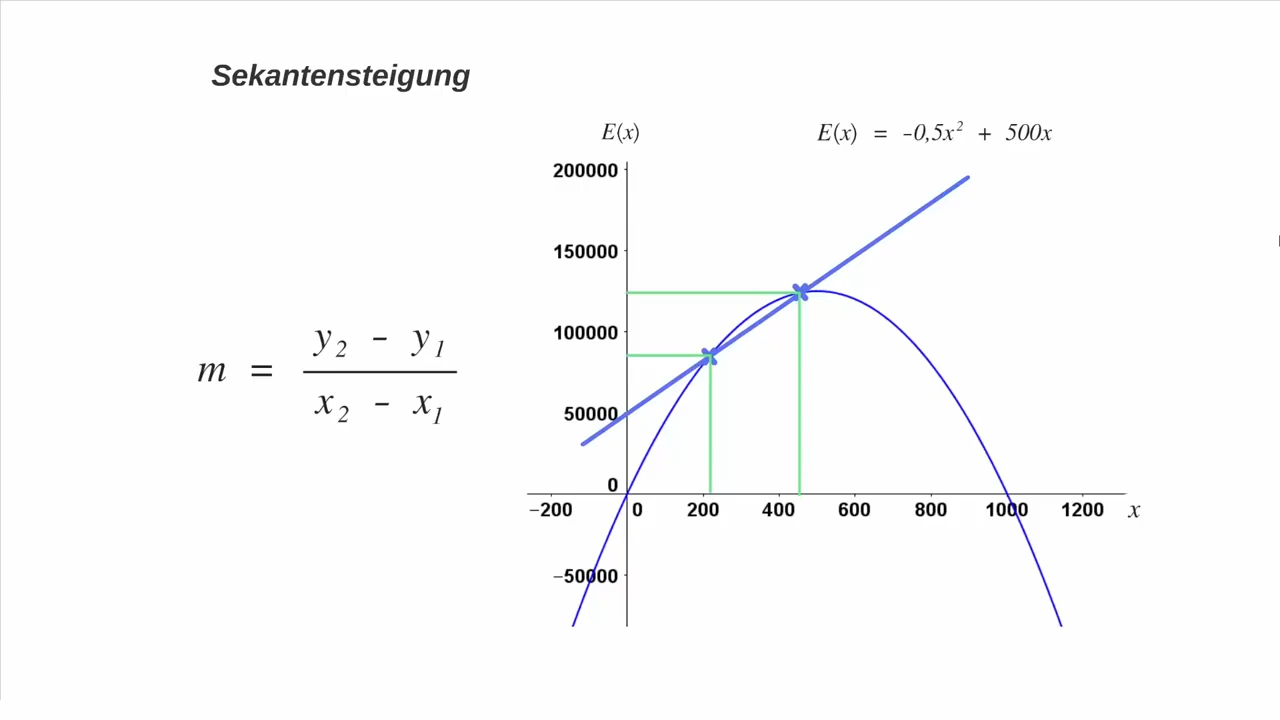 Sekantensteigung
E(x)
E(x) = -0,5x² + 500x
200000
150000
100000
50000
0
−50000
−200 0 200 400 600 800 1000 1200 x
m = (y₂ - y₁) / (x₂ - x₁)